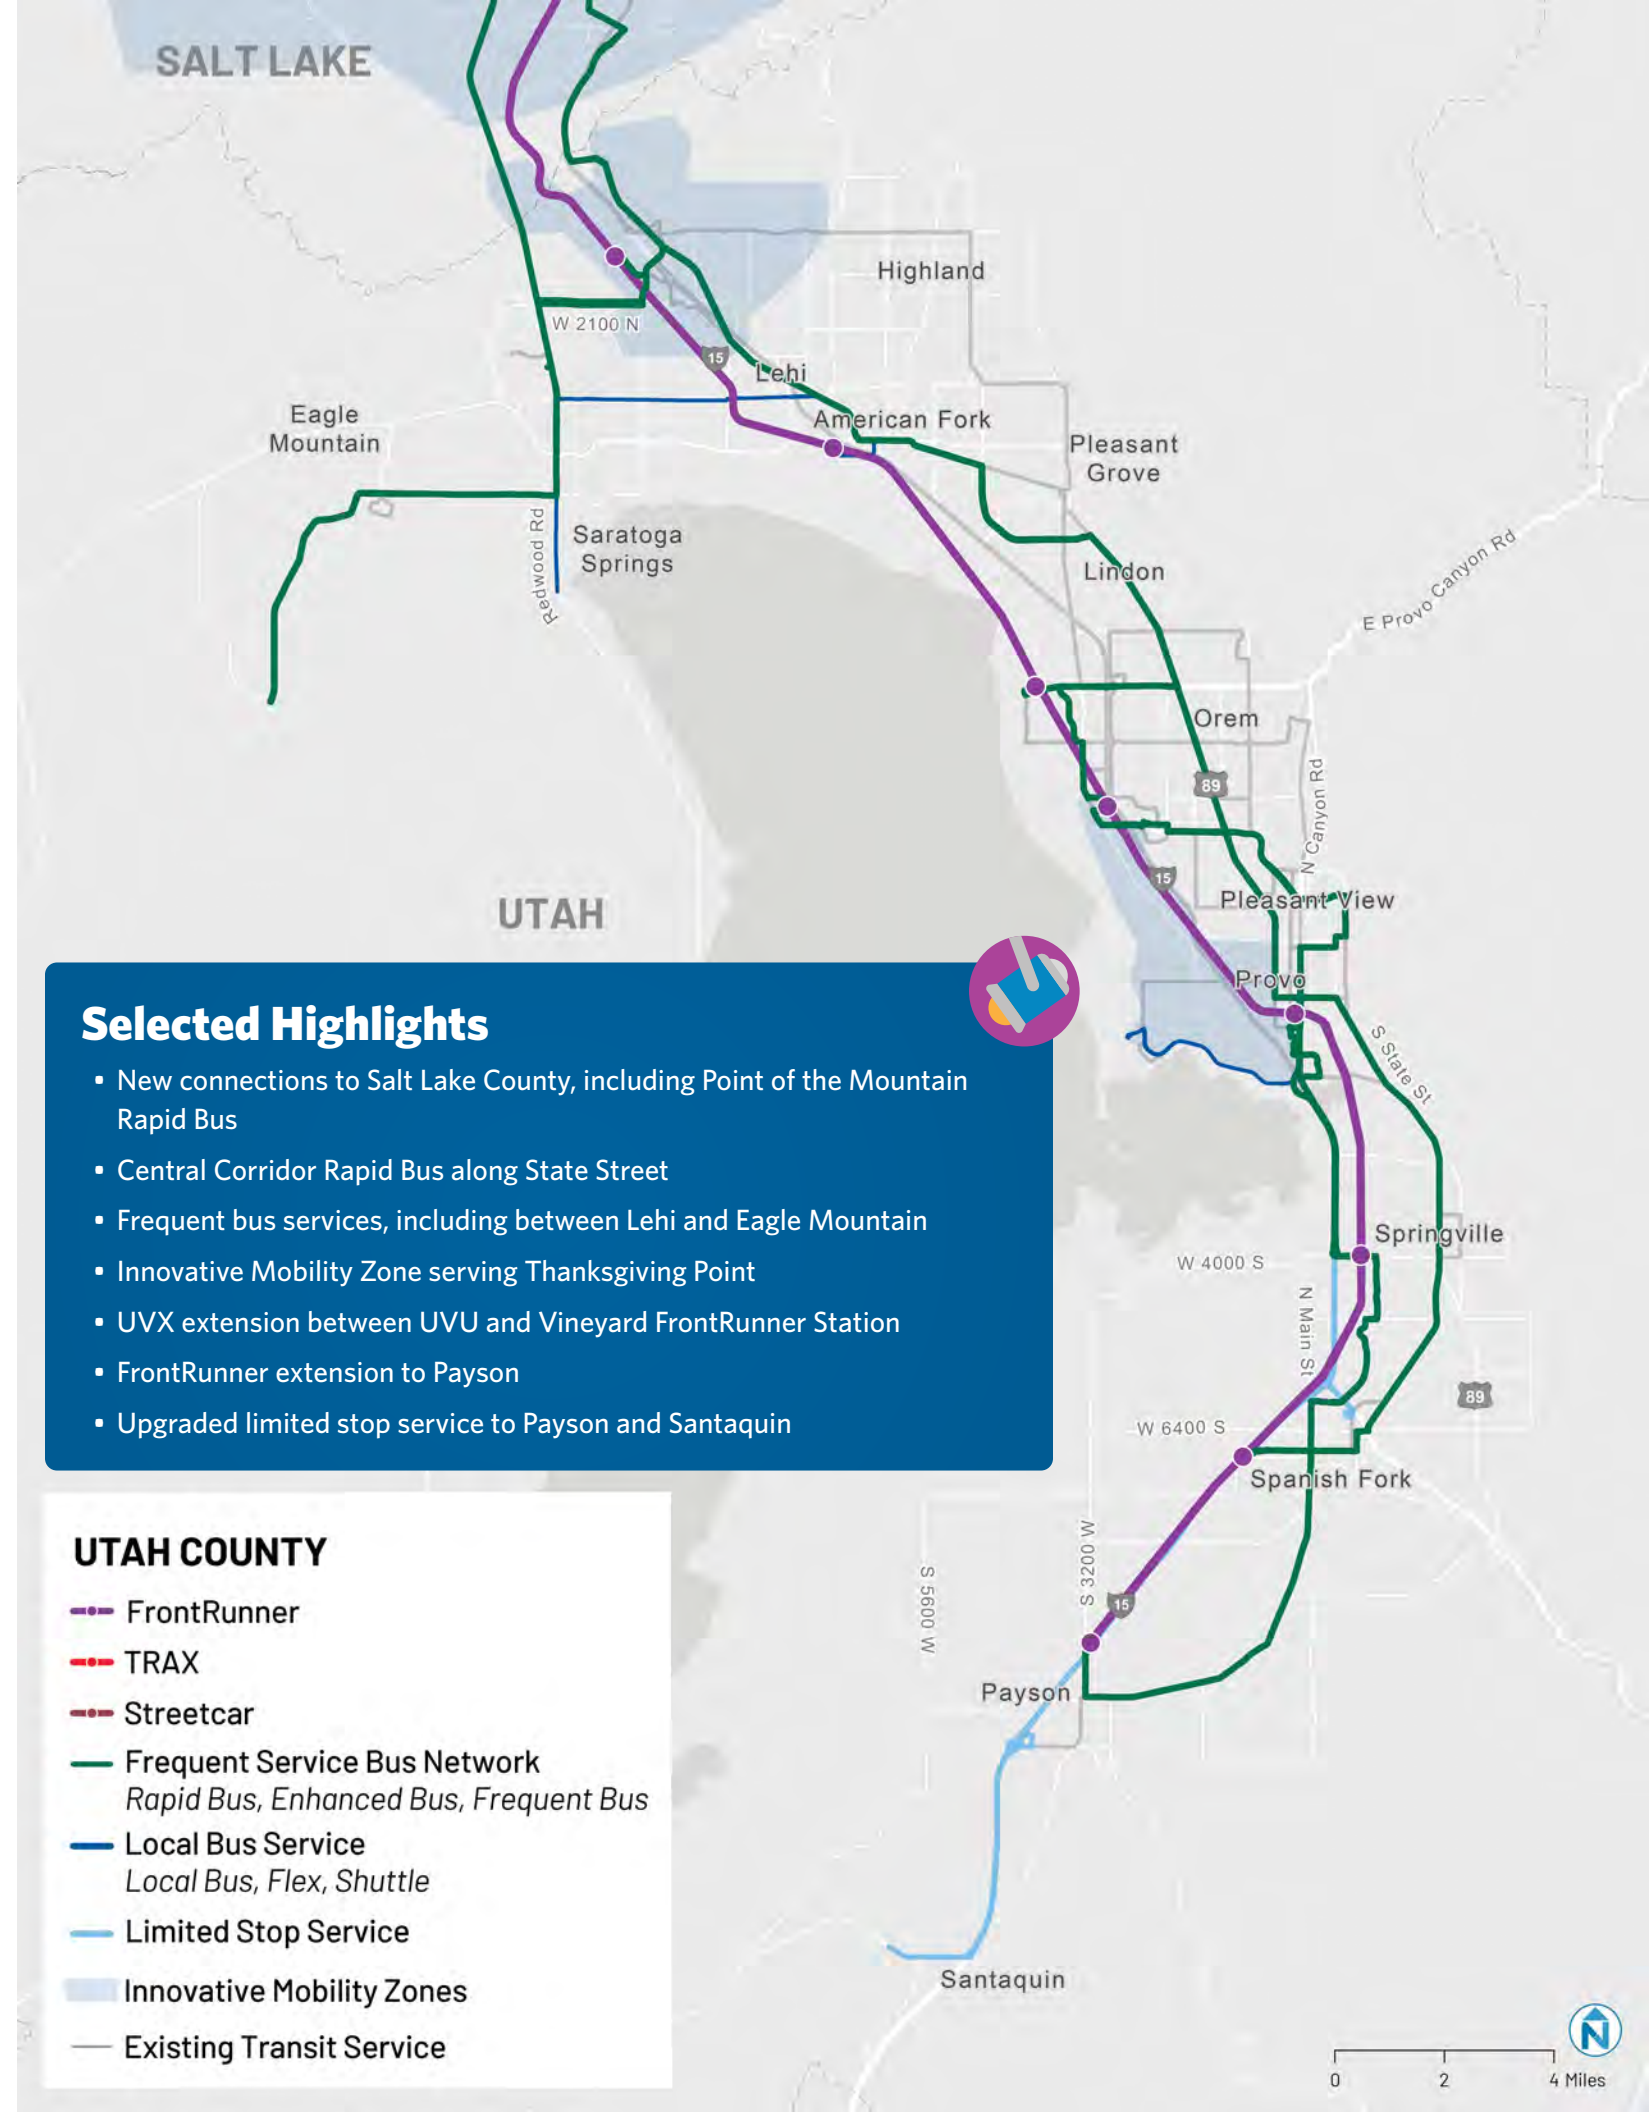 SALT LAKE
Highland
W 2100 N
15
Lehi
Eagle
Mountain
American Fork
Pleasant
Grove
Redwood Rd
Saratoga
Springs
Lindon
E Provo Canyon Rd
Orem
89
N Canyon Rd
15
Pleasant View
UTAH
Provo
S State St
Selected Highlights
• New connections to Salt Lake County, including Point of the Mountain
Rapid Bus
• Central Corridor Rapid Bus along State Street
• Frequent bus services, including between Lehi and Eagle Mountain
• Innovative Mobility Zone serving Thanksgiving Point
• UVX extension between UVU and Vineyard FrontRunner Station
• FrontRunner extension to Payson
• Upgraded limited stop service to Payson and Santaquin
Springville
W 4000 S
N Main St
89
W 6400 S
Spanish Fork
S 5600 W
S 3200 W
15
Payson
Santaquin
UTAH COUNTY
FrontRunner
TRAX
Streetcar
Frequent Service Bus Network
Rapid Bus, Enhanced Bus, Frequent Bus
Local Bus Service
Local Bus, Flex, Shuttle
Limited Stop Service
Innovative Mobility Zones
Existing Transit Service
N
0 2 4 Miles